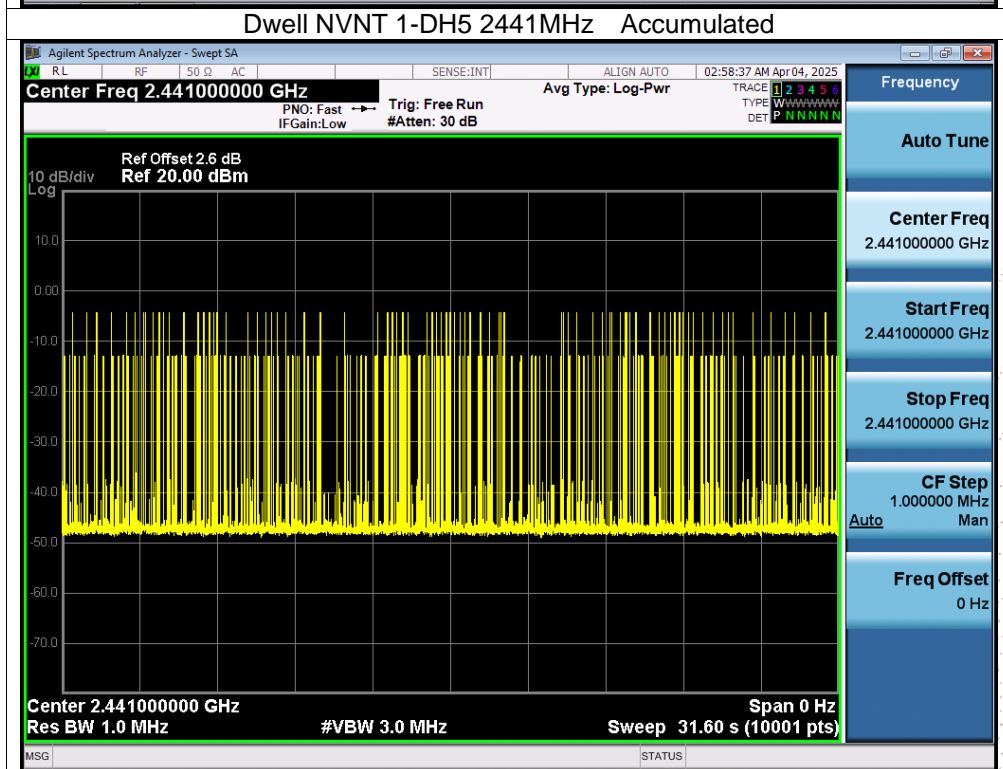 Dwell NVNT 1-DH5 2441MHz Accumulated
Agilent Spectrum Analyzer - Swept SA
LXI RL RF 50 Ω AC SENSE:INT ALIGN AUTO 02:58:37 AM Apr 04, 2025
Center Freq 2.441000000 GHz
PNO: Fast
IFGain:Low
Trig: Free Run
#Atten: 30 dB
Avg Type: Log-Pwr
TRACE 1 2 3 4 5 6
TYPE WWWWWWW
DET P N N N N N
Ref Offset 2.6 dB
10 dB/div Ref 20.00 dBm
Log
10.0
0.00
-10.0
-20.0
-30.0
-40.0
-50.0
-60.0
-70.0
Center 2.441000000 GHz Span 0 Hz
Res BW 1.0 MHz #VBW 3.0 MHz Sweep 31.60 s (10001 pts)
MSG STATUS
Frequency
Auto Tune
Center Freq
2.441000000 GHz
Start Freq
2.441000000 GHz
Stop Freq
2.441000000 GHz
CF Step
1.000000 MHz
Auto Man
Freq Offset
0 Hz